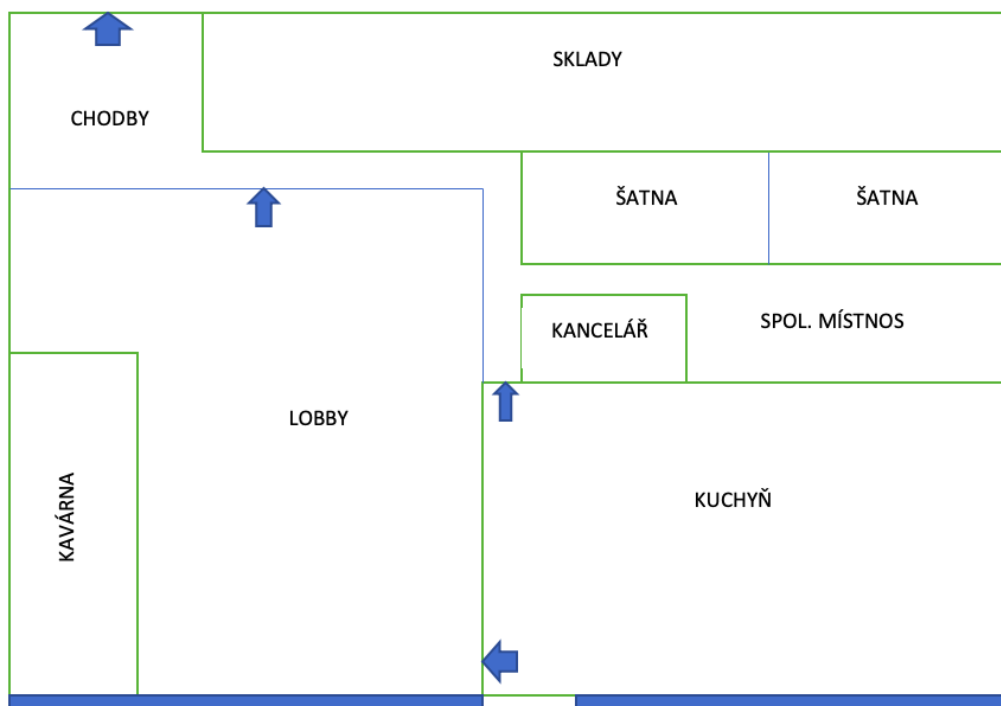 SKLADY
CHODBY
ŠATNA
ŠATNA
SPOL. MÍSTNOS
KANCELÁŘ
LOBBY
KUCHYŇ
KAVÁRNA